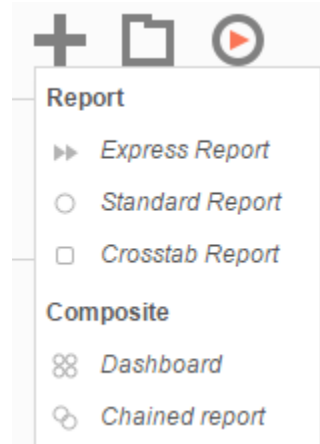 Report
Express Report
Standard Report
Crosstab Report
Composite
Dashboard
Chained report